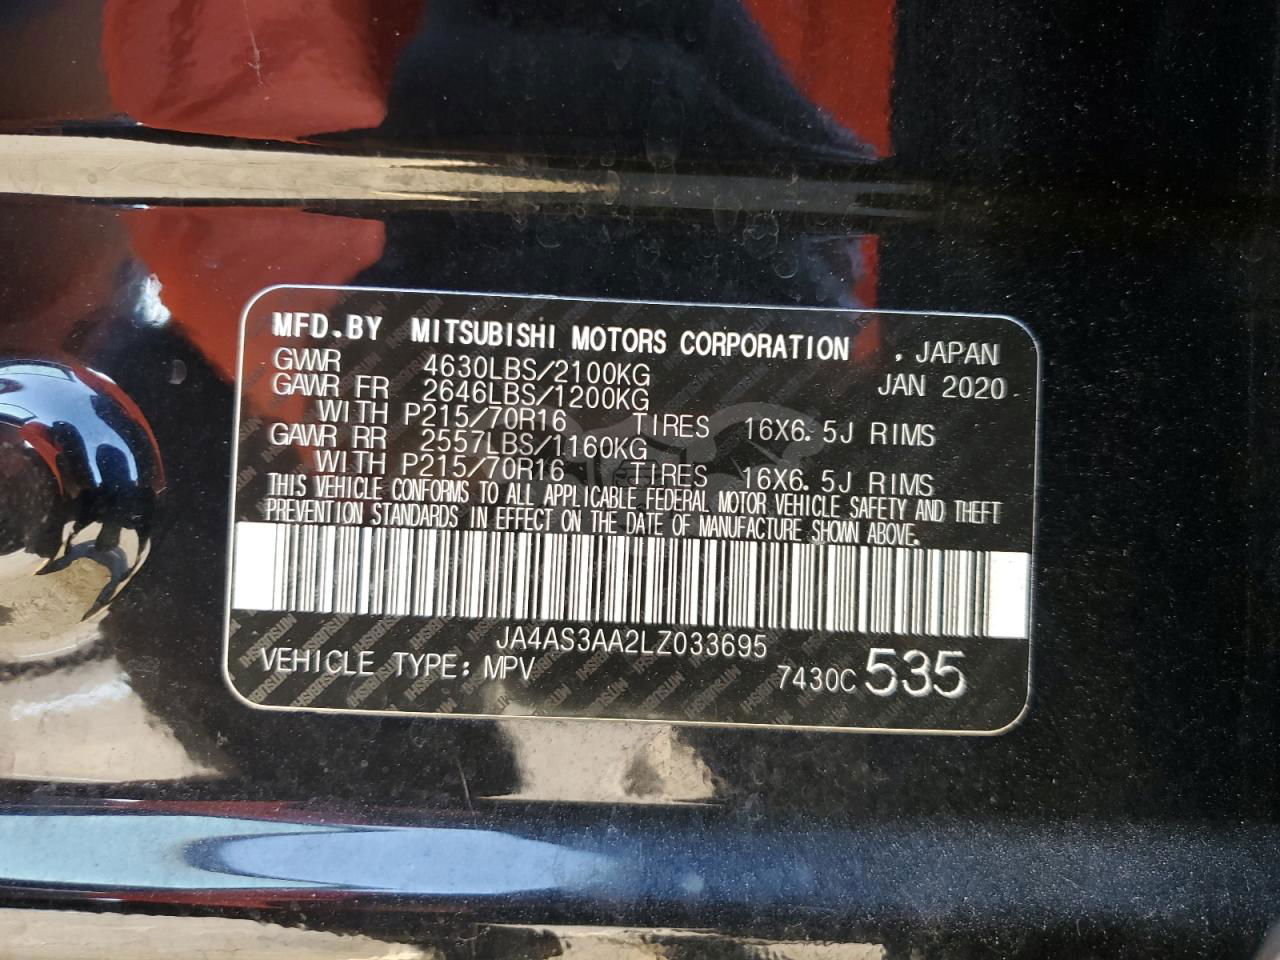 MFD.BY MITSUBISHI MOTORS CORPORATION , JAPAN
GVWR 4630LBS/2100KG JAN 2020
GAWR FR 2646LBS/1200KG
WITH P215/70R16 TIRES 16X6.5J RIMS
GAWR RR 2557LBS/1160KG
WITH P215/70R16 TIRES 16X6.5J RIMS
THIS VEHICLE CONFORMS TO ALL APPLICABLE FEDERAL MOTOR VEHICLE SAFETY AND THEFT
PREVENTION STANDARDS IN EFFECT ON THE DATE OF MANUFACTURE SHOWN ABOVE.
JA4AS3AA2LZ033695
VEHICLE TYPE: MPV 7430C 535